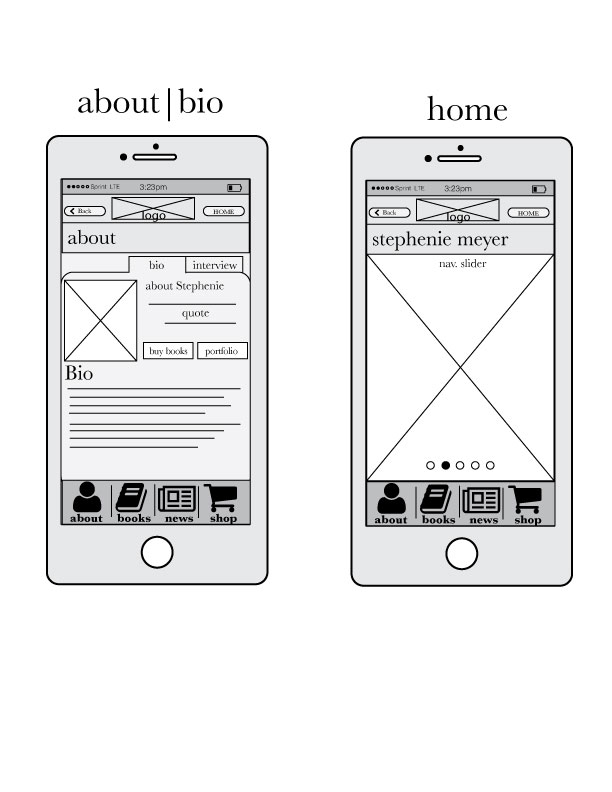 about|bio
Sprint LTE 3:23pm
Back logo HOME
about
bio interview
about Stephenie
quote
buy books portfolio
Bio
about books news shop
home
Sprint LTE 3:23pm
Back logo HOME
stephenie meyer
nav. slider
about books news shop